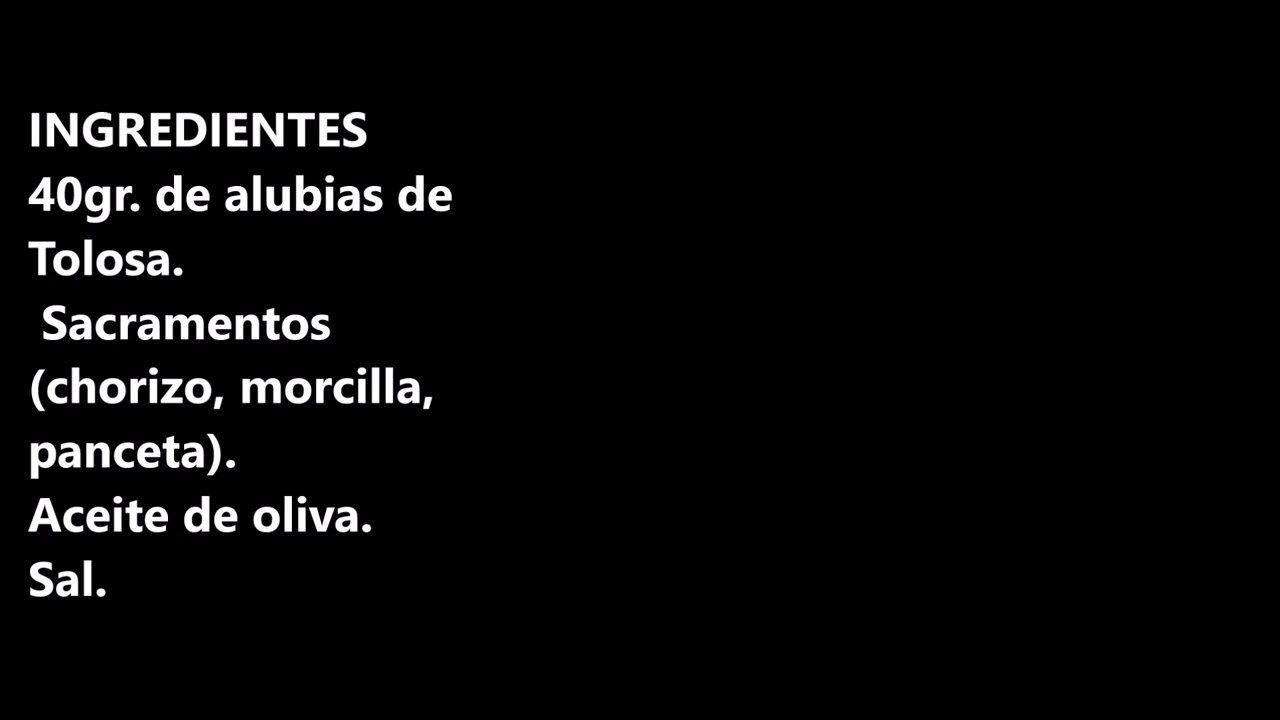 INGREDIENTES
40gr. de alubias de
Tolosa.
Sacramentos
(chorizo, morcilla,
panceta).
Aceite de oliva.
Sal.